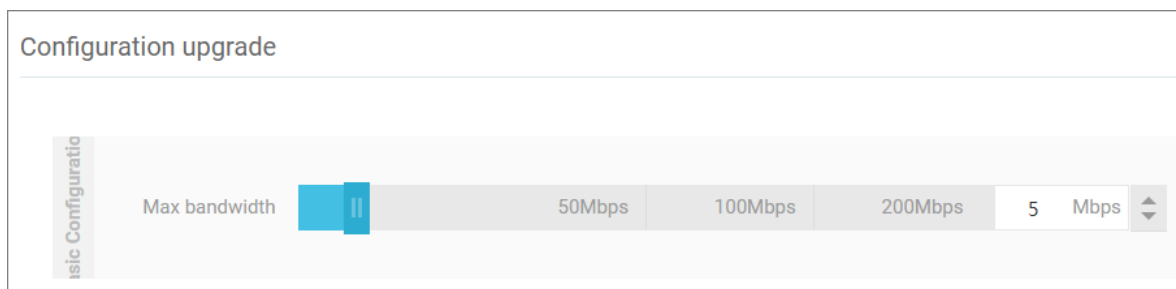 Configuration upgrade
asic Configuratio
Max bandwidth 50Mbps 100Mbps 200Mbps 5 Mbps